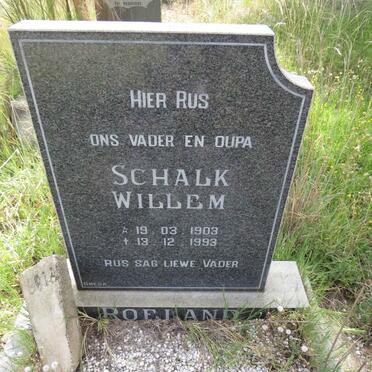 HIER RUS
ONS VADER EN OUPA
SCHALK
WILLEM
* 19 . 03 . 1903
† 13 . 12 . 1993
RUS SAG LIEWE VADER
ROELAND